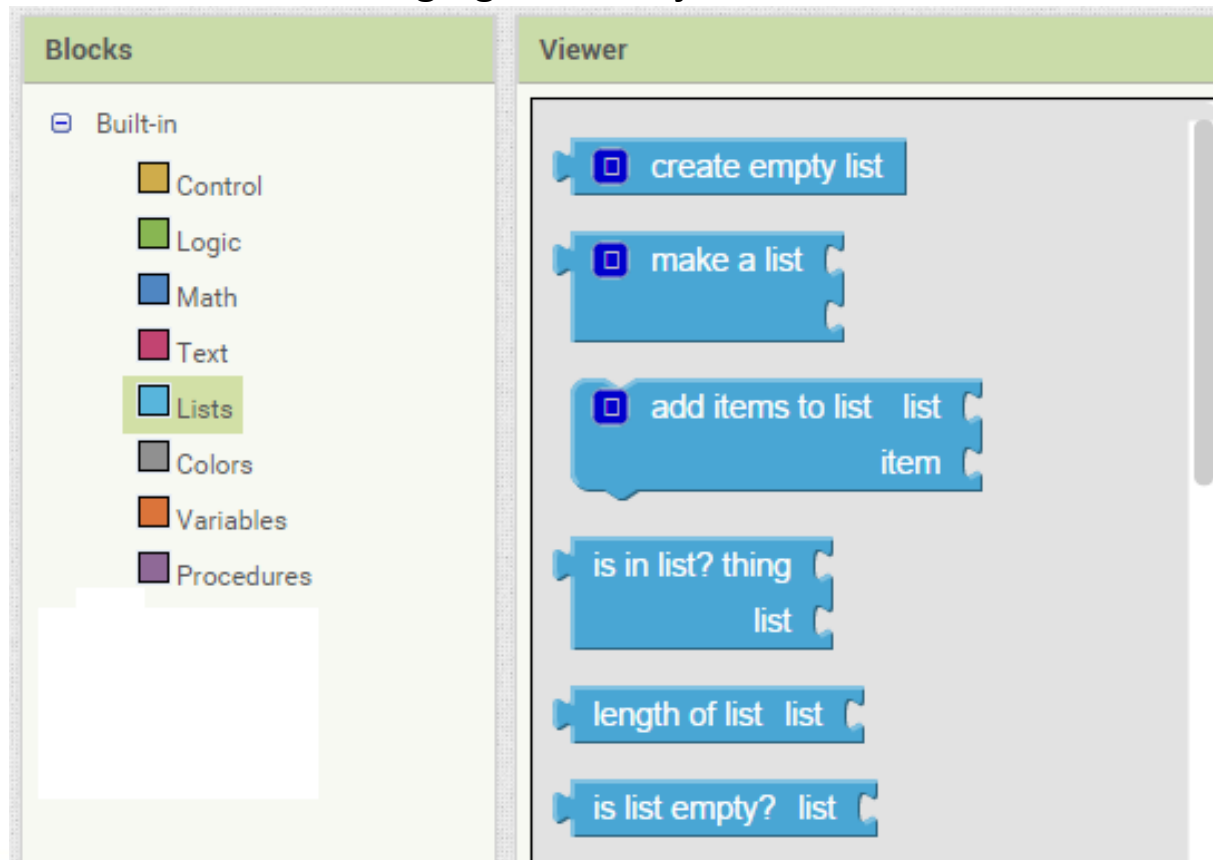 Blocks
Built-in
Control
Logic
Math
Text
Lists
Colors
Variables
Procedures
Viewer
create empty list
make a list
add items to list list
item
is in list? thing
list
length of list list
is list empty? list